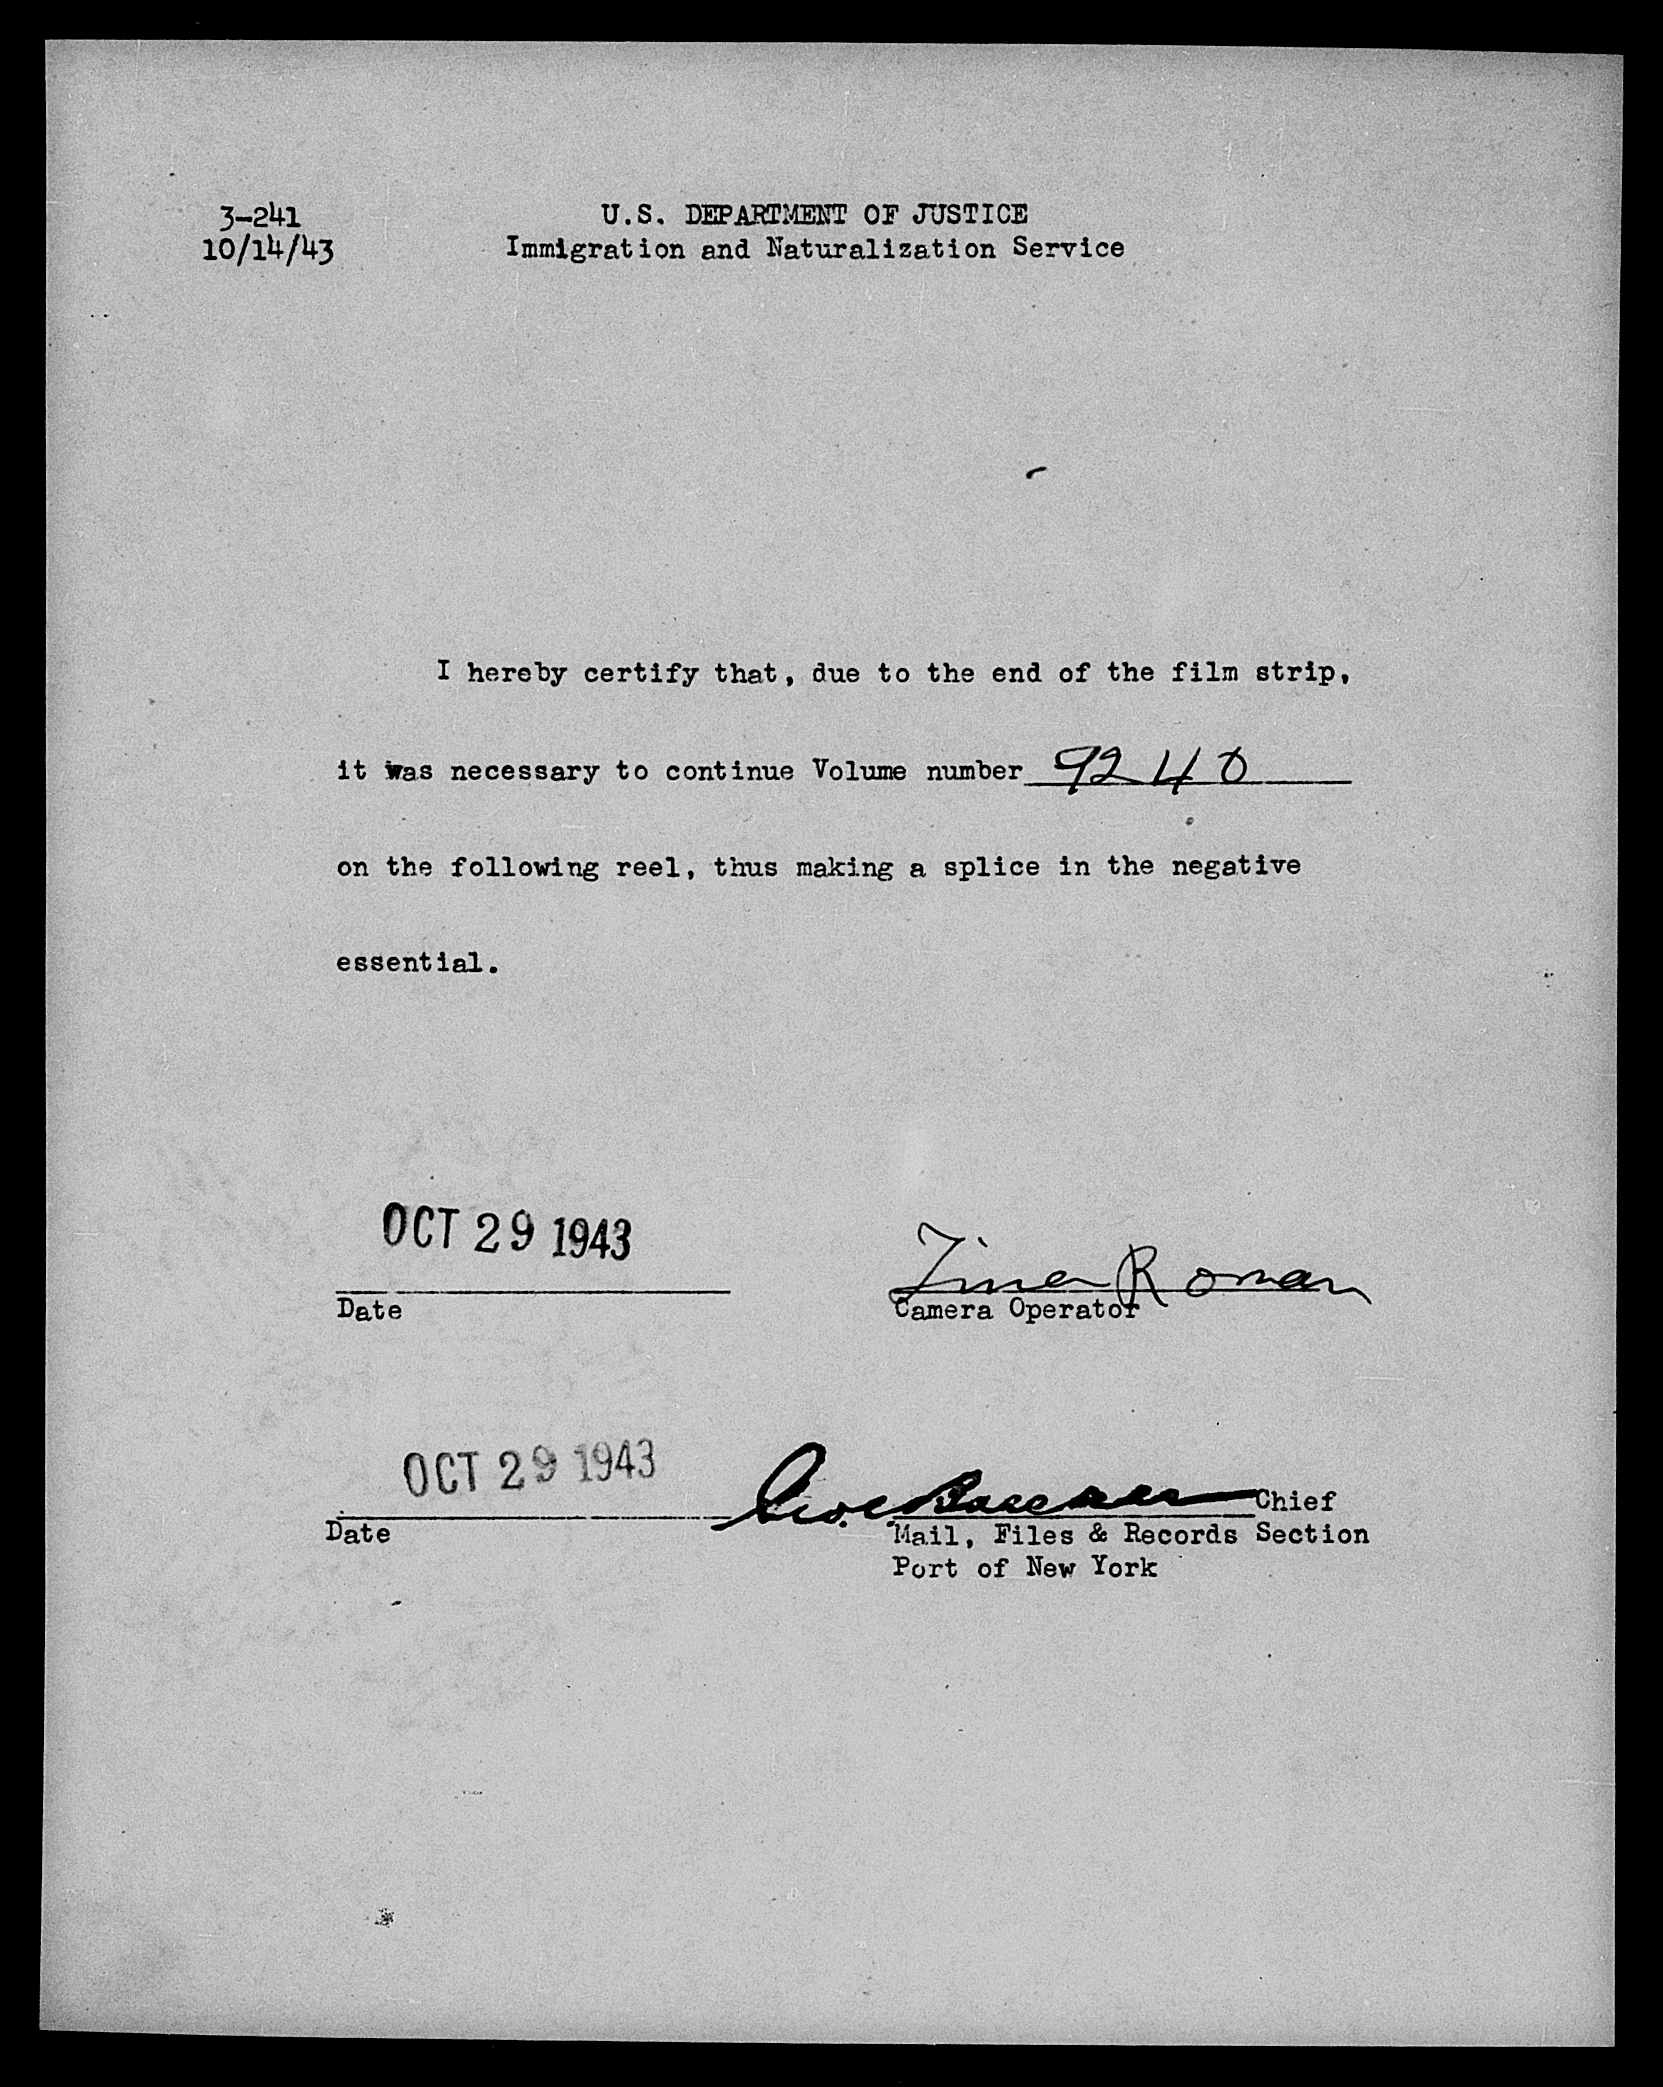 3-241
10/14/43
U.S. DEPARTMENT OF JUSTICE
Immigration and Naturalization Service
I hereby certify that, due to the end of the film strip,
it was necessary to continue Volume number 9240
on the following reel, thus making a splice in the negative
essential.
OCT 29 1943
Date
Tina Roman
Camera Operator
OCT 29 1943
Date
Chief
Mail, Files & Records Section
Port of New York